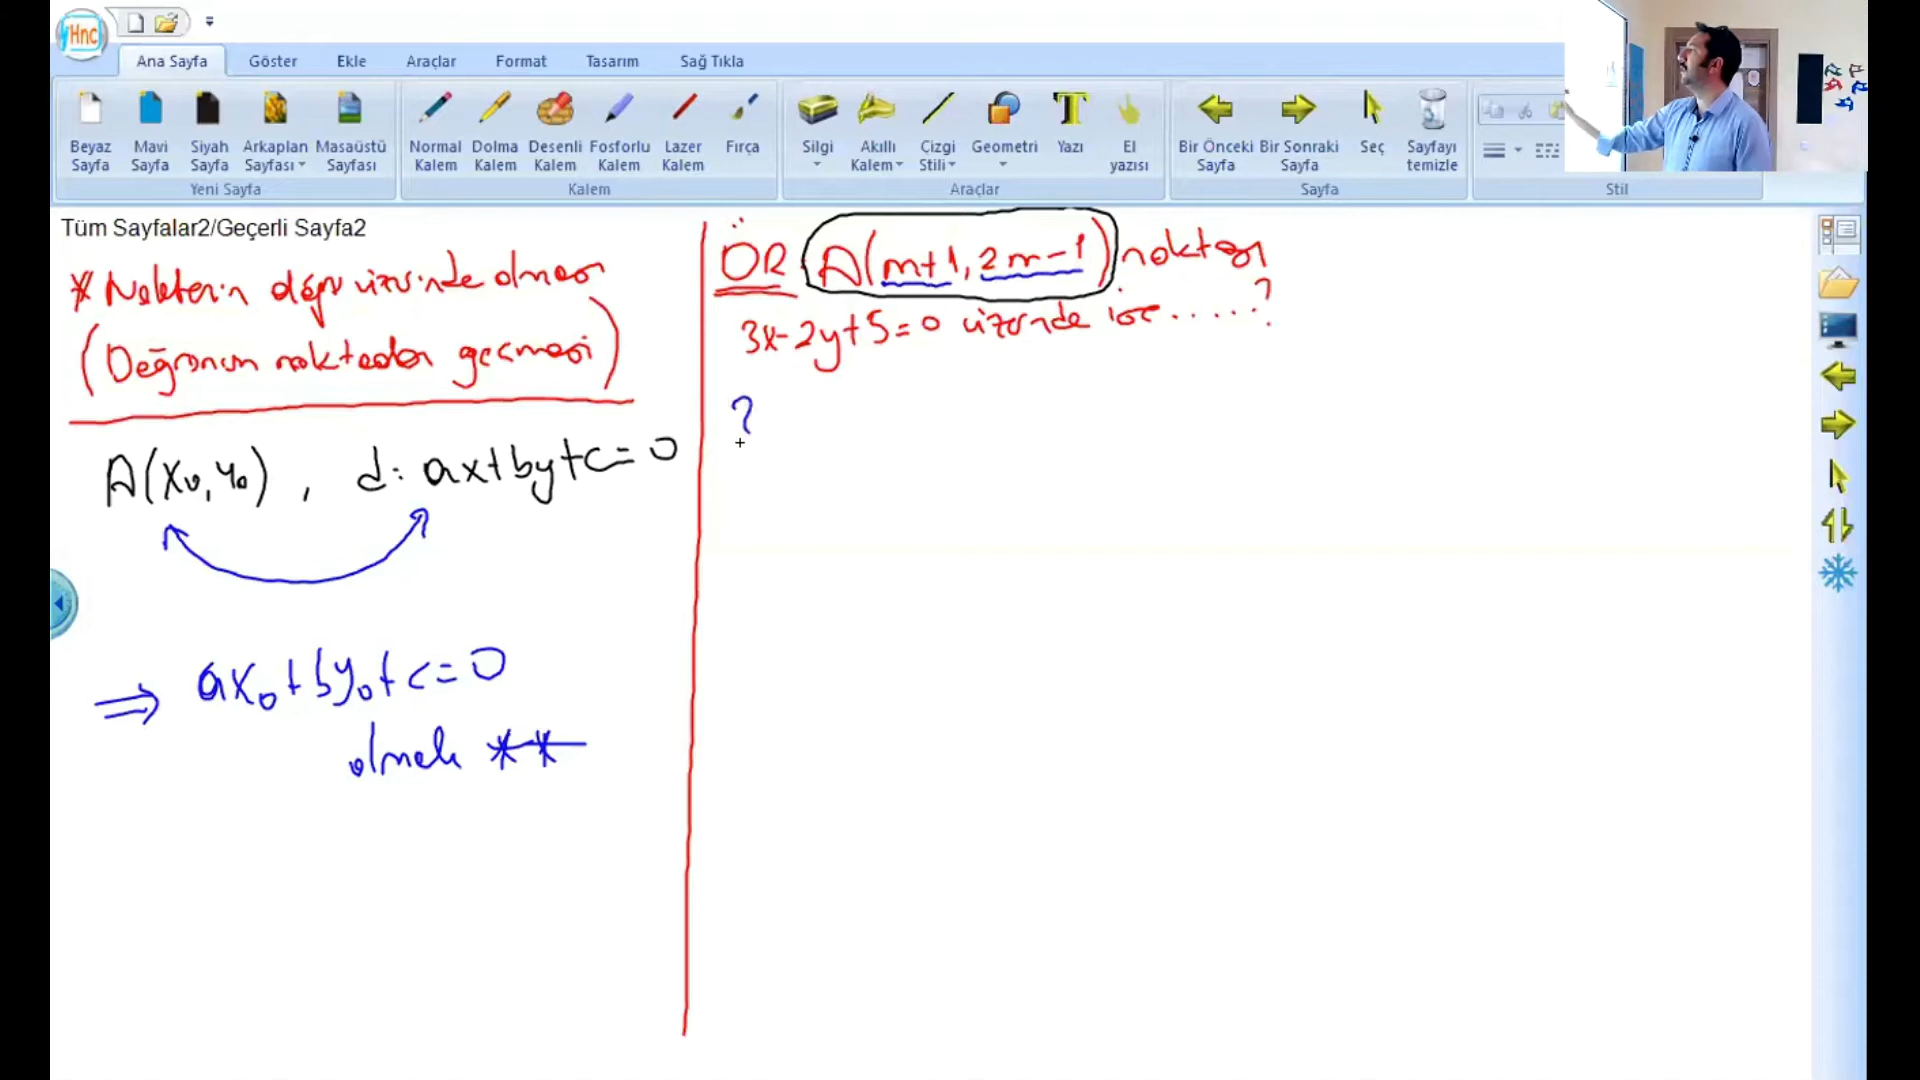 Hnc
Ana Sayfa Göster Ekle Araçlar Format Tasarım Sağ Tıkla
Beyaz Sayfa Mavi Sayfa Siyah Sayfa Arkaplan Sayfası Masaüstü Sayfası Normal Kalem Dolma Kalem Desenli Kalem Fosforlu Kalem Lazer Kalem Fırça Silgi Akıllı Kalem Çizgi Stili Geometri Yazı El yazısı Bir Önceki Sayfa Bir Sonraki Sayfa Seç Sayfayı temizle
Yeni Sayfa Kalem Araçlar Sayfa Stil
Tüm Sayfalar2/Geçerli Sayfa2
* Noktanın doğru üzerinde olması
(Doğrunun noktadan geçmesi)
A(x₀, y₀) , d: ax+by+c=0
⇒ ax₀+by₀+c=0
olmalı **
ÖR A(m+1, 2m-1) noktası
3x-2y+5=0 üzerinde ise.....?
?